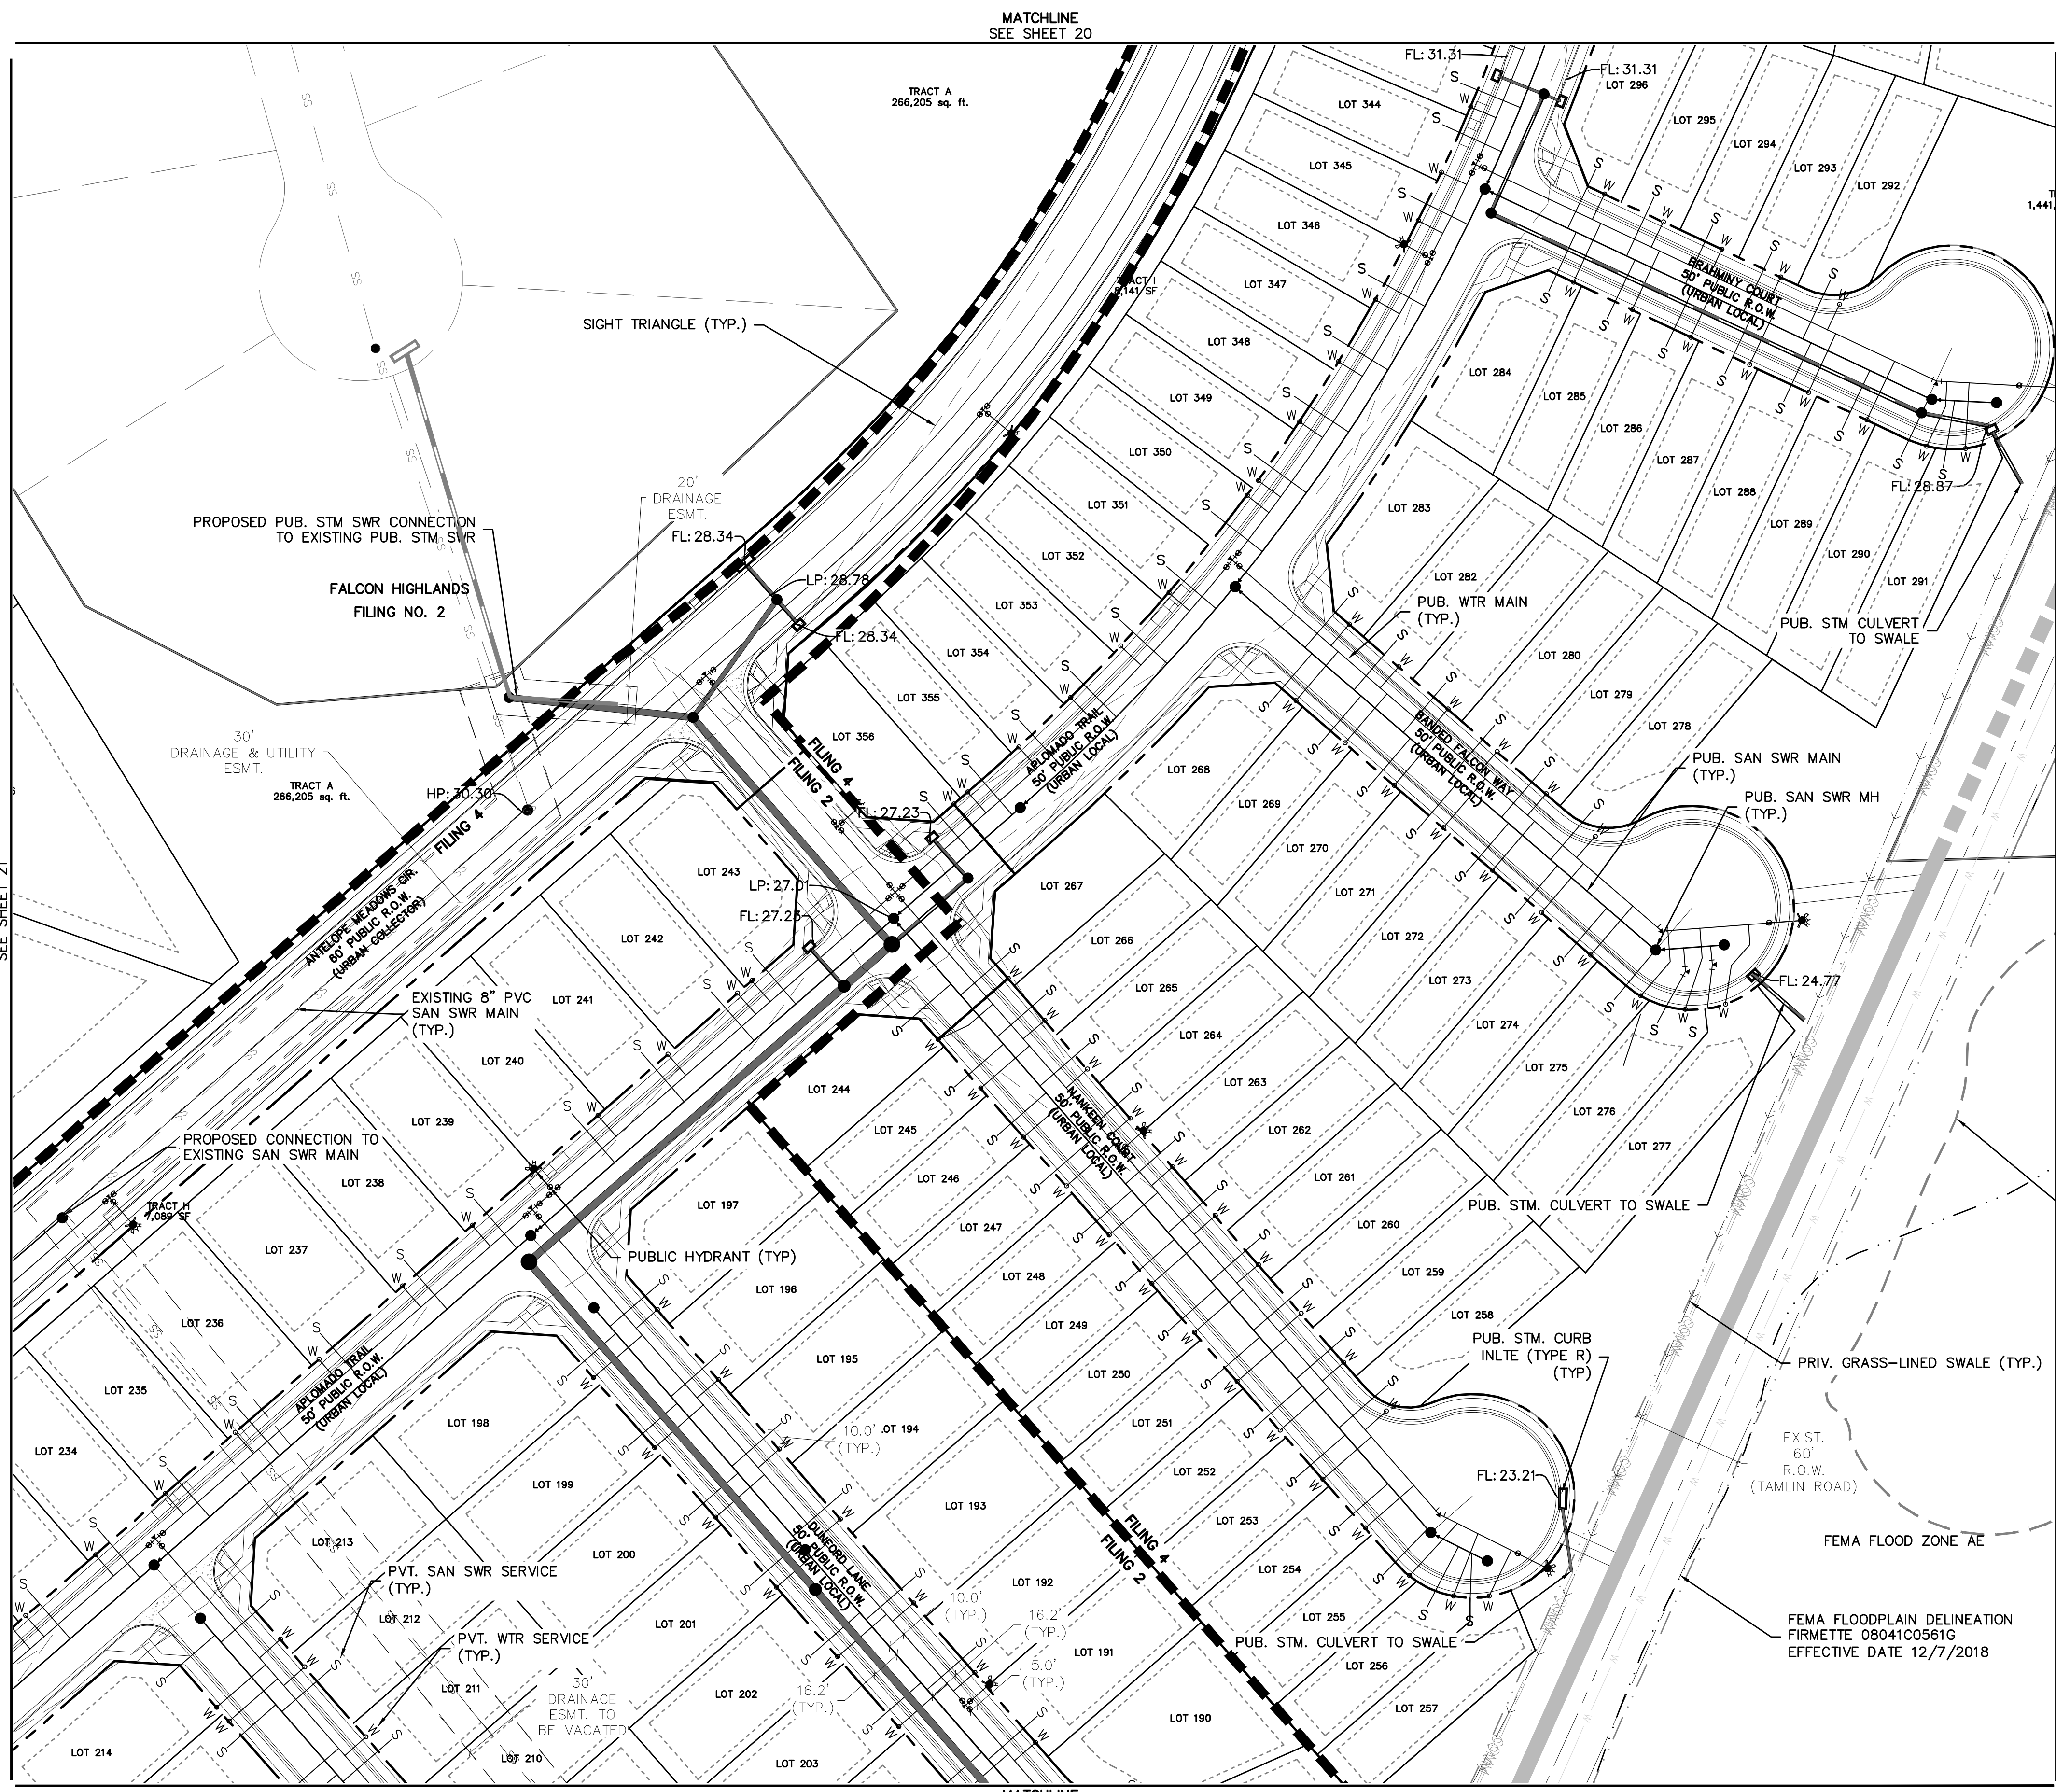 MATCHLINE
SEE SHEET 20
TRACT A
266,205 sq. ft.
FL: 31.31
FL: 31.31
LOT 296
LOT 344
LOT 295
LOT 294
LOT 293
LOT 292
LOT 345
LOT 346
LOT 347
LOT 348
LOT 349
LOT 350
LOT 351
LOT 352
LOT 353
LOT 354
LOT 355
LOT 356
1,441,
8,141 SF
BRAHMINY COURT
50' PUBLIC R.O.W.
(URBAN LOCAL)
SIGHT TRIANGLE (TYP.)
LOT 284
LOT 285
LOT 286
LOT 287
LOT 288
LOT 289
LOT 290
LOT 291
FL: 28.87
LOT 283
LOT 282
PUB. WTR MAIN
(TYP.)
LOT 280
LOT 279
LOT 278
PUB. STM CULVERT
TO SWALE
20'
DRAINAGE
ESMT.
PROPOSED PUB. STM SWR CONNECTION
TO EXISTING PUB. STM SWR
FL: 28.34
LP: 28.78
FL: 28.34
FALCON HIGHLANDS
FILING NO. 2
30'
DRAINAGE & UTILITY
ESMT.
TRACT A
266,205 sq. ft.
HP: 30.30
FILING 4
FILING 4
FILING 2
APLOMADO TRAIL
50' PUBLIC R.O.W.
(URBAN LOCAL)
BANDED FALCON WAY
50' PUBLIC R.O.W.
(URBAN LOCAL)
PUB. SAN SWR MAIN
(TYP.)
PUB. SAN SWR MH
(TYP.)
LOT 268
LOT 269
LOT 270
LOT 271
LOT 272
LOT 273
LOT 274
LOT 275
LOT 276
LOT 277
FL: 24.77
FL: 27.23
LP: 27.01
FL: 27.23
LOT 243
LOT 242
LOT 241
LOT 240
LOT 239
LOT 238
LOT 237
LOT 236
LOT 235
LOT 234
LOT 267
LOT 266
LOT 265
LOT 264
LOT 263
LOT 262
LOT 261
LOT 260
LOT 259
LOT 258
SEE SHEET 21
ANTELOPE MEADOWS CIR.
60' PUBLIC R.O.W.
(URBAN COLLECTOR)
EXISTING 8" PVC
SAN SWR MAIN
(TYP.)
PROPOSED CONNECTION TO
EXISTING SAN SWR MAIN
TRACT H
7,089 SF
NANKEEN COURT
50' PUBLIC R.O.W.
(URBAN LOCAL)
LOT 244
LOT 245
LOT 246
LOT 247
LOT 248
LOT 249
LOT 250
LOT 251
LOT 252
LOT 253
LOT 254
LOT 255
LOT 256
LOT 257
PUB. STM. CULVERT TO SWALE
PUBLIC HYDRANT (TYP)
LOT 197
LOT 196
LOT 195
LOT 194
LOT 193
LOT 192
LOT 191
LOT 190
PUB. STM. CURB
INLTE (TYPE R)
(TYP)
PRIV. GRASS-LINED SWALE (TYP.)
APLOMADO TRAIL
50' PUBLIC R.O.W.
(URBAN LOCAL)
LOT 198
LOT 199
LOT 200
LOT 201
LOT 202
LOT 203
10.0'
(TYP.)
EXIST.
60'
R.O.W.
(TAMLIN ROAD)
FL: 23.21
FEMA FLOOD ZONE AE
DUNFORD LANE
50' PUBLIC R.O.W.
(URBAN LOCAL)
FILING 4
FILING 2
LOT 213
LOT 212
LOT 211
LOT 210
LOT 214
PVT. SAN SWR SERVICE
(TYP.)
PVT. WTR SERVICE
(TYP.)
10.0'
(TYP.)
16.2'
(TYP.)
5.0'
(TYP.)
16.2'
(TYP.)
30'
DRAINAGE
ESMT. TO
BE VACATED
PUB. STM. CULVERT TO SWALE
FEMA FLOODPLAIN DELINEATION
FIRMETTE 08041C0561G
EFFECTIVE DATE 12/7/2018